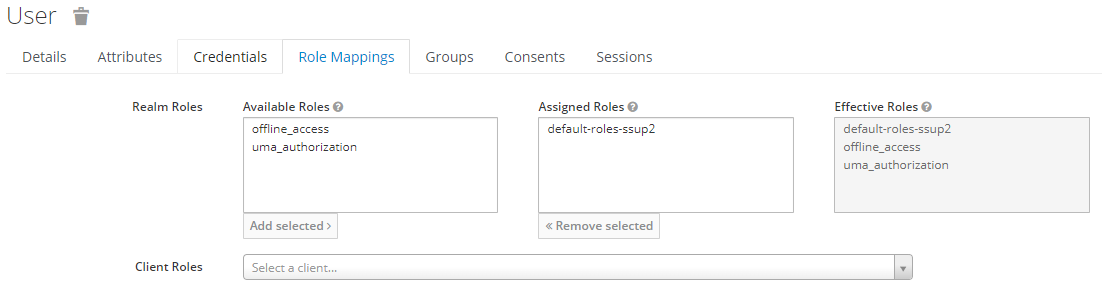 User
Details Attributes Credentials Role Mappings Groups Consents Sessions
Realm Roles Available Roles Assigned Roles Effective Roles
offline_access default-roles-ssup2 default-roles-ssup2
uma_authorization offline_access
uma_authorization
Add selected › « Remove selected
Client Roles Select a client...